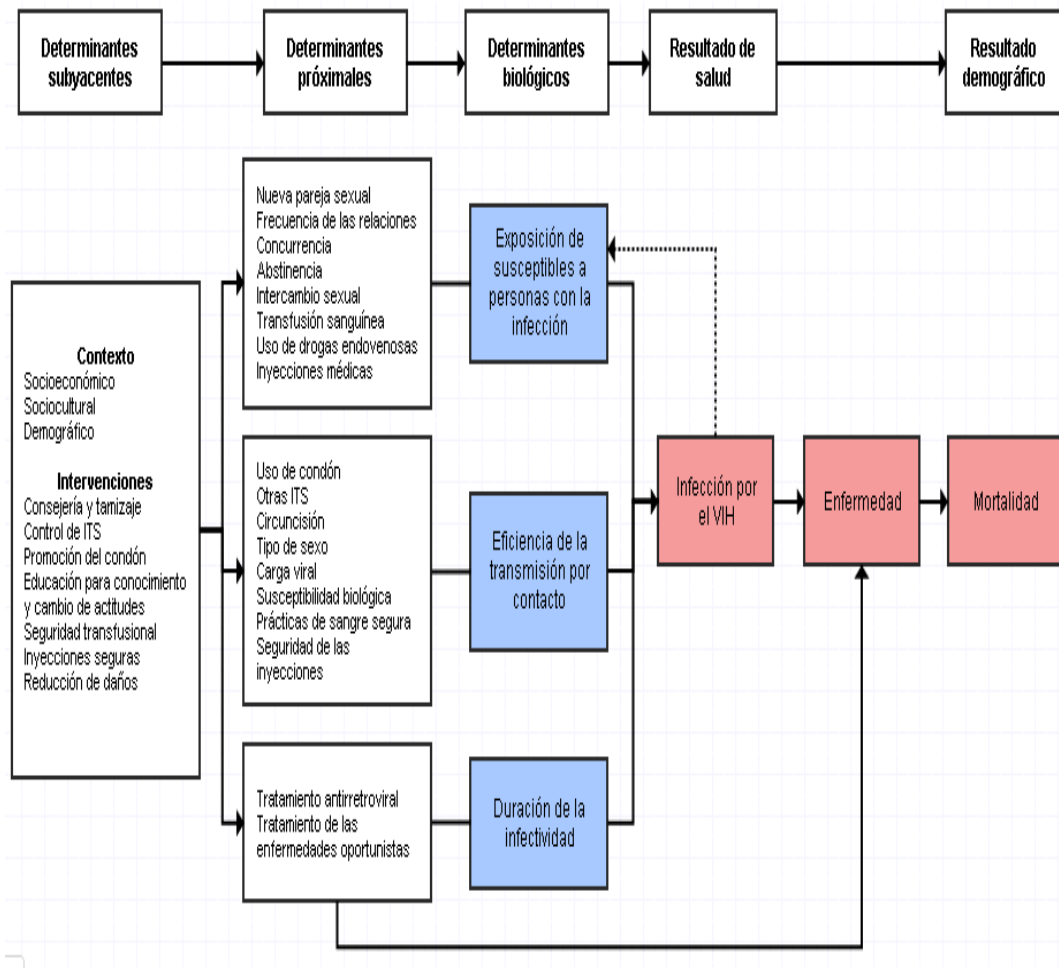 Determinantes
subyacentes
Determinantes
próximales
Determinantes
biológicos
Resultado de
salud
Resultado
demográfico
Contexto
Socioeconómico
Sociocultural
Demográfico
Intervenciones
Consejería y tamizaje
Control de ITS
Promoción del condón
Educación para conocimiento
y cambio de actitudes
Seguridad transfusional
Inyecciones seguras
Reducción de daños
Nueva pareja sexual
Frecuencia de las relaciones
Concurrencia
Abstinencia
Intercambio sexual
Transfusión sanguínea
Uso de drogas endovenosas
Inyecciones médicas
Uso de condón
Otras ITS
Circuncisión
Tipo de sexo
Carga viral
Susceptibilidad biológica
Prácticas de sangre segura
Seguridad de las
inyecciones
Tratamiento antirretroviral
Tratamiento de las
enfermedades oportunistas
Exposición de
susceptibles a
personas con la
infección
Eficiencia de la
transmisión por
contacto
Duración de la
infectividad
Infección por
el VIH
Enfermedad
Mortalidad